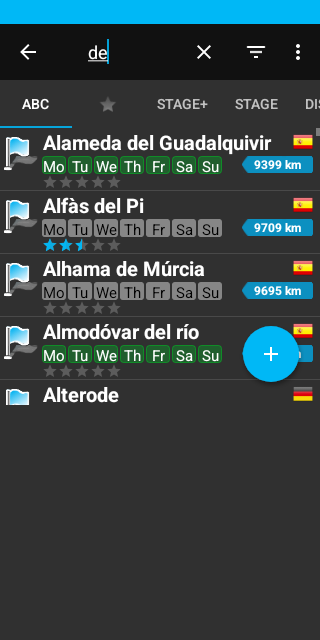 de
ABC
STAGE+
STAGE
Alameda del Guadalquivir
Mo Tu We Th Fr Sa Su
9399 km
Alfàs del Pi
Mo Tu We Th Fr Sa Su
9709 km
Alhama de Múrcia
Mo Tu We Th Fr Sa Su
9695 km
Almodóvar del río
Mo Tu We Th Fr Sa Su
Alterode